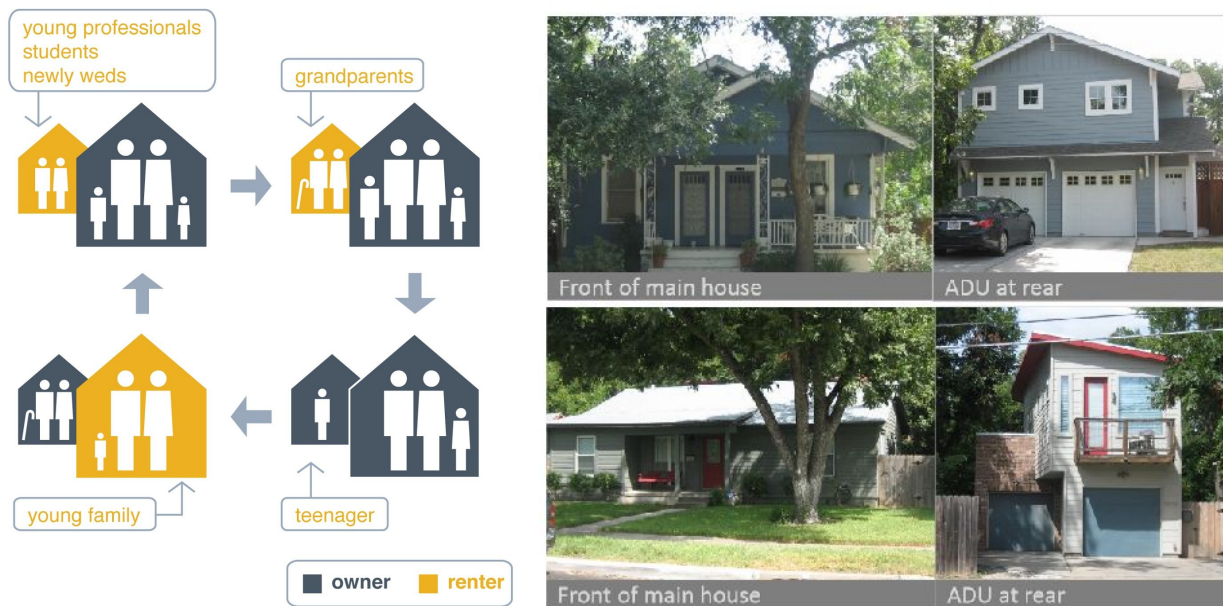 young professionals
students
newly weds
grandparents
young family
teenager
owner
renter
Front of main house
ADU at rear
Front of main house
ADU at rear